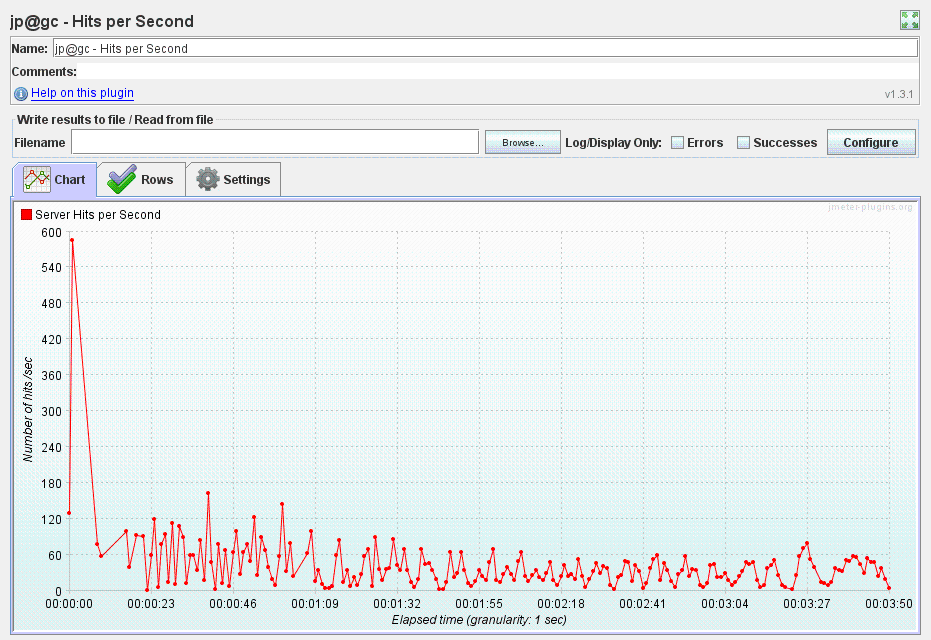 jp@gc - Hits per Second
Name: jp@gc - Hits per Second
Comments:
Help on this plugin
v1.3.1
Write results to file / Read from file
Filename Browse... Log/Display Only: Errors Successes Configure
Chart Rows Settings
Server Hits per Second
jmeter-plugins.org
600
540
480
420
360
300
240
180
120
60
0
Number of hits /sec
00:00:00 00:00:23 00:00:46 00:01:09 00:01:32 00:01:55 00:02:18 00:02:41 00:03:04 00:03:27 00:03:50
Elapsed time (granularity: 1 sec)